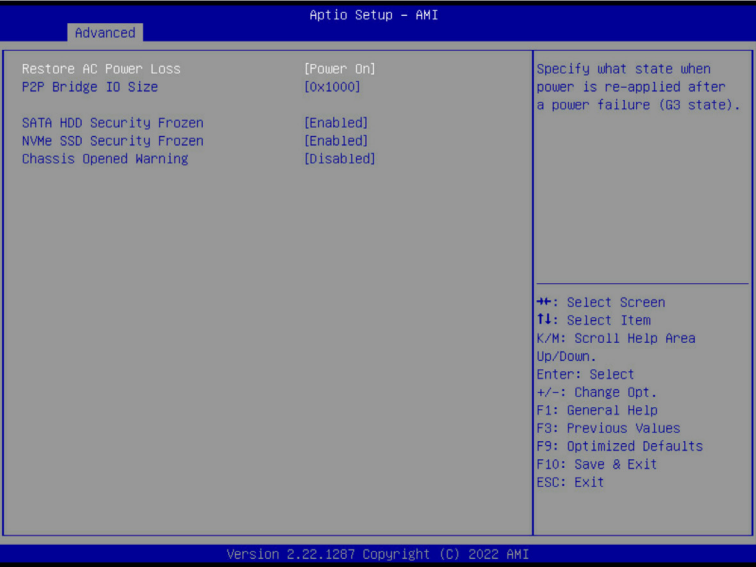 Aptio Setup – AMI
Advanced
Restore AC Power Loss [Power On]
P2P Bridge IO Size [0x1000]
SATA HDD Security Frozen [Enabled]
NVMe SSD Security Frozen [Enabled]
Chassis Opened Warning [Disabled]
Specify what state when
power is re-applied after
a power failure (G3 state).
→←: Select Screen
↑↓: Select Item
K/M: Scroll Help Area
Up/Down.
Enter: Select
+/-: Change Opt.
F1: General Help
F3: Previous Values
F9: Optimized Defaults
F10: Save & Exit
ESC: Exit
Version 2.22.1287 Copyright (C) 2022 AMI